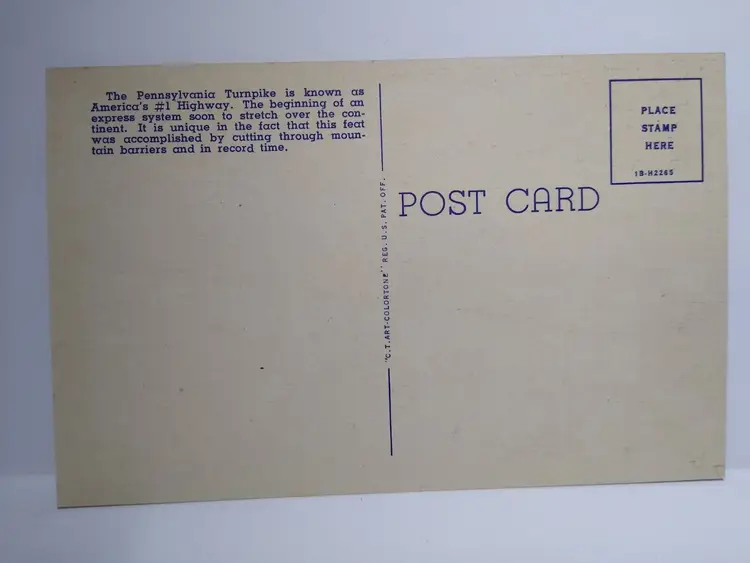 The Pennsylvania Turnpike is known as
America's #1 Highway. The beginning of an
express system soon to stretch over the con-
tinent. It is unique in the fact that this feat
was accomplished by cutting through moun-
tain barriers and in record time.
"C.T.ART-COLORTONE" REG. U.S. PAT. OFF.
POST CARD
PLACE
STAMP
HERE
1B-H2265